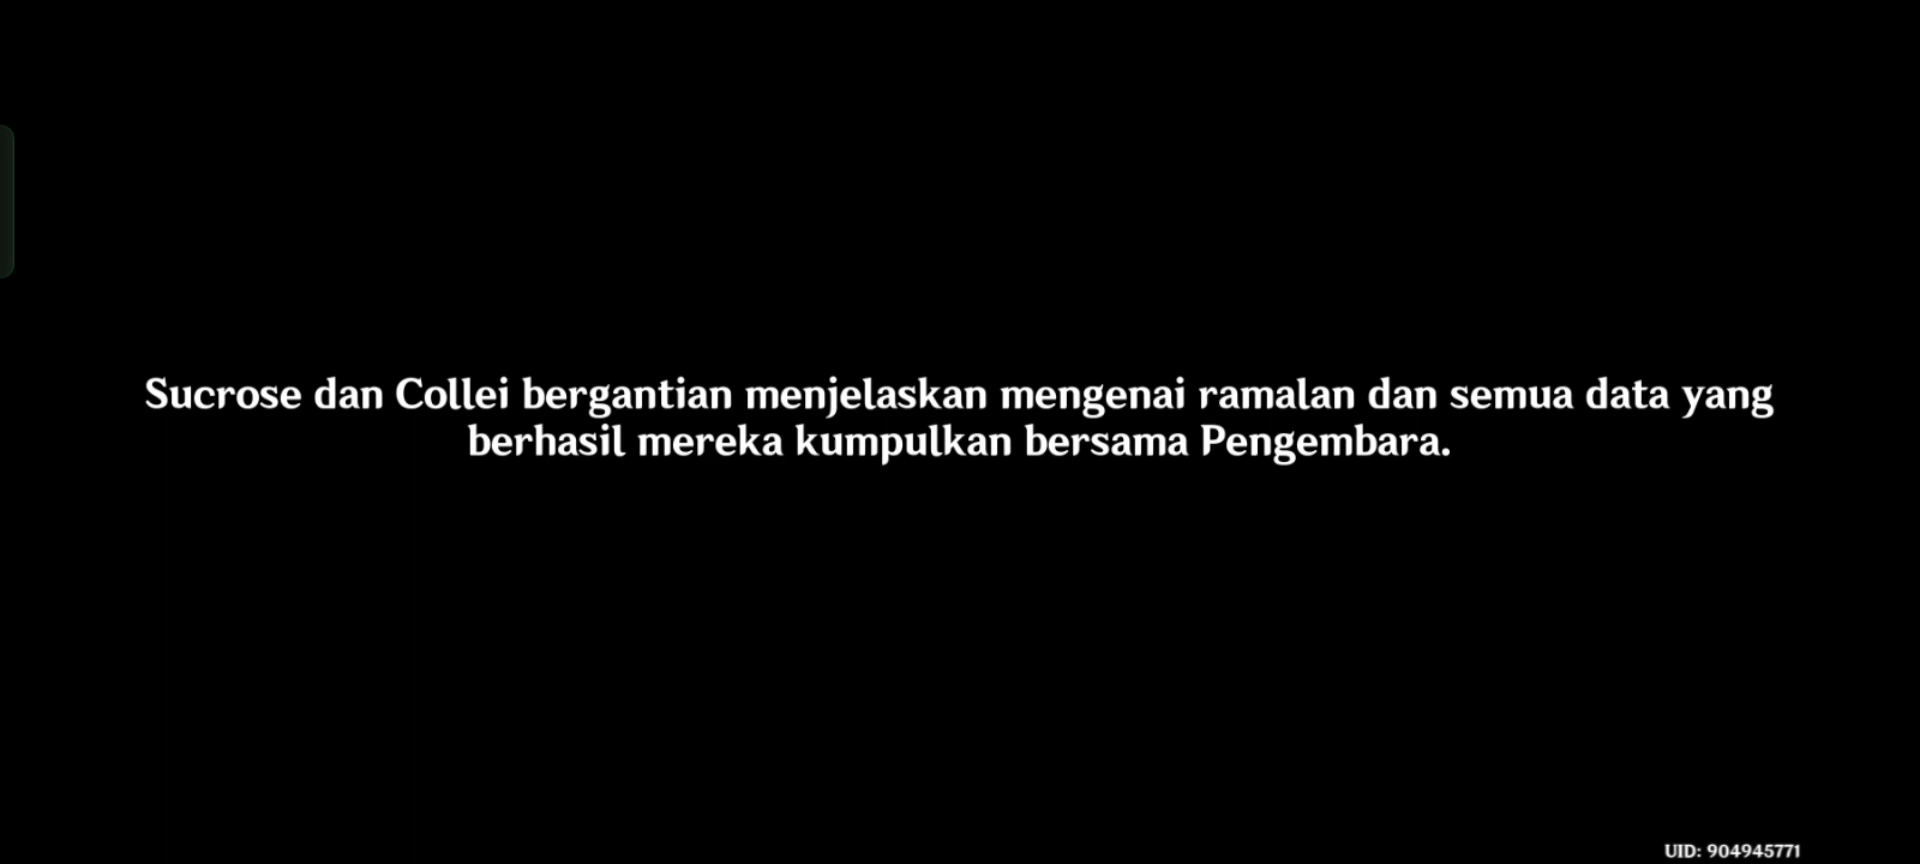 Sucrose dan Collei bergantian menjelaskan mengenai ramalan dan semua data yang
berhasil mereka kumpulkan bersama Pengembara.
UID: 904945771